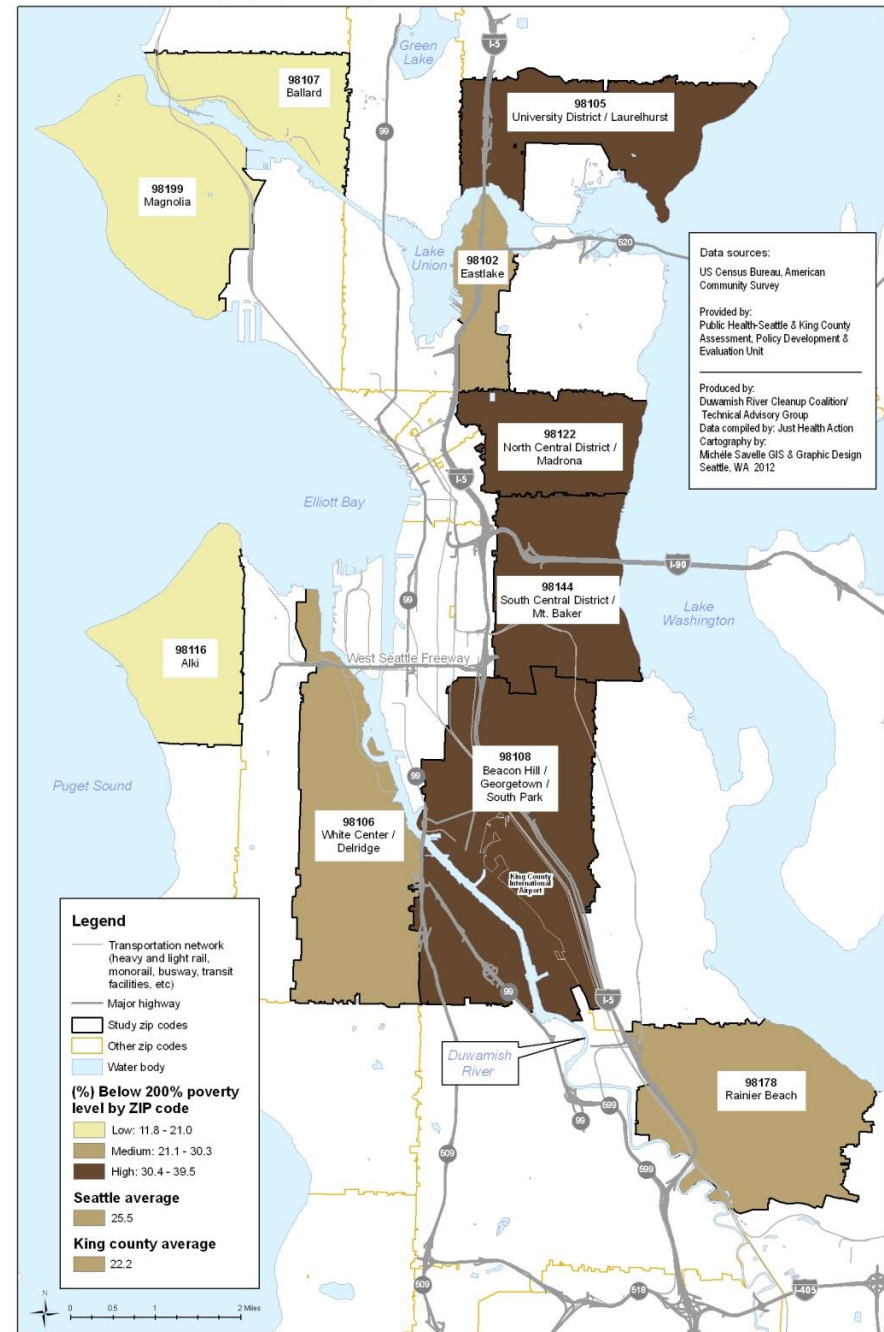 Green
Lake
I-5
98107
Ballard
98105
University District / Laurelhurst
99
98199
Magnolia
Lake
Union
98102
Eastlake
520
Data sources:
US Census Bureau, American
Community Survey
Provided by:
Public Health-Seattle & King County
Assessment, Policy Development &
Evaluation Unit
Produced by:
Duwamish River Cleanup Coalition/
Technical Advisory Group
Data compiled by: Just Health Action
Cartography by:
Michéle Savelle GIS & Graphic Design
Seattle, WA 2012
98122
North Central District /
Madrona
I-5
Elliott Bay
I-90
98144
South Central District /
Mt. Baker
99
Lake
Washington
98116
Alki
West Seattle Freeway
98108
Beacon Hill /
Georgetown /
South Park
99
Puget Sound
98106
White Center /
Delridge
King County
International
Airport
99
I-5
Duwamish
River
98178
Rainier Beach
599
99
509
599
509
518
I-405
Legend
Transportation network
(heavy and light rail,
monorail, busway, transit
facilities, etc)
Major highway
Study zip codes
Other zip codes
Water body
(%) Below 200% poverty
level by ZIP code
Low: 11.8 - 21.0
Medium: 21.1 - 30.3
High: 30.4 - 39.5
Seattle average
25.5
King county average
22.2
N
0 0.5 1 2 Miles